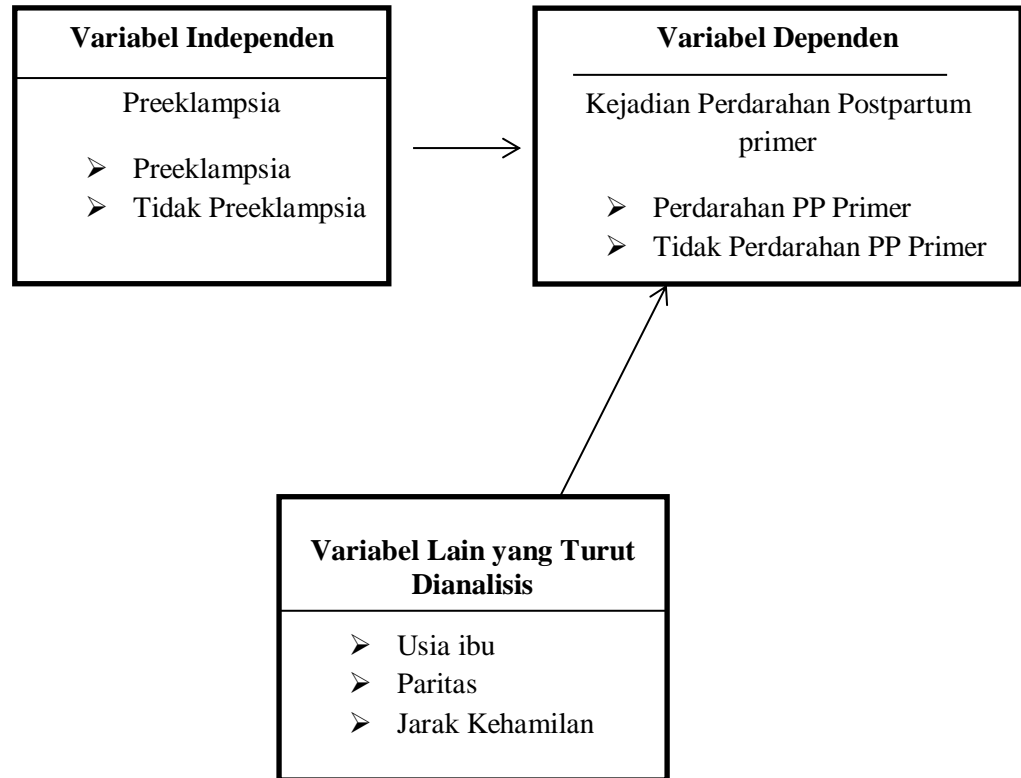 Variabel Independen
Preeklampsia
➢ Preeklampsia
➢ Tidak Preeklampsia
Variabel Dependen
Kejadian Perdarahan Postpartum
primer
➢ Perdarahan PP Primer
➢ Tidak Perdarahan PP Primer
Variabel Lain yang Turut
Dianalisis
➢ Usia ibu
➢ Paritas
➢ Jarak Kehamilan